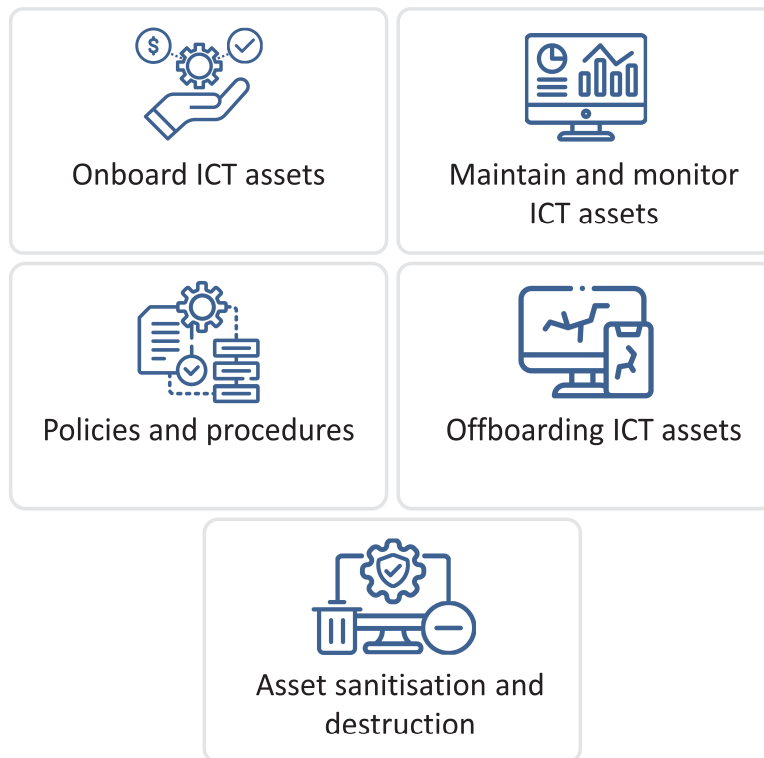 $
Onboard ICT assets
Maintain and monitor
ICT assets
Policies and procedures
Offboarding ICT assets
Asset sanitisation and
destruction